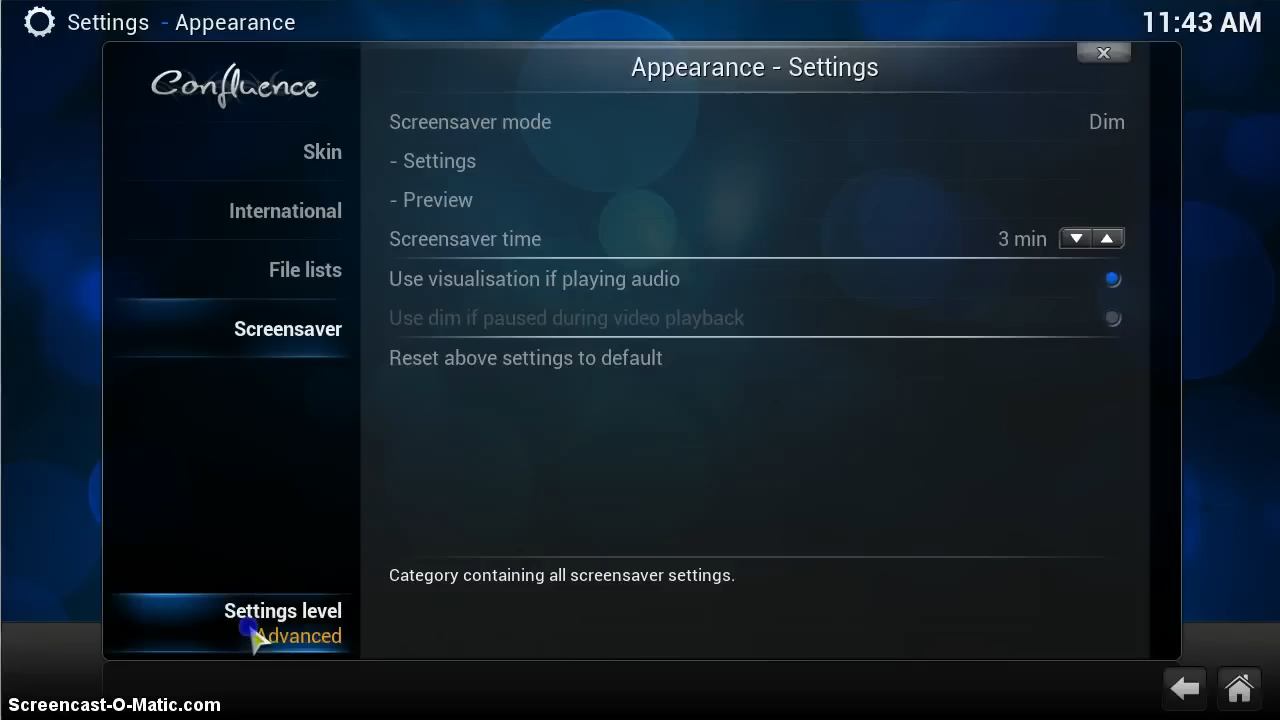 Settings - Appearance
11:43 AM
Confluence
Appearance - Settings
Skin
International
File lists
Screensaver
Screensaver mode Dim
- Settings
- Preview
Screensaver time 3 min
Use visualisation if playing audio
Use dim if paused during video playback
Reset above settings to default
Category containing all screensaver settings.
Settings level
Advanced
Screencast-O-Matic.com